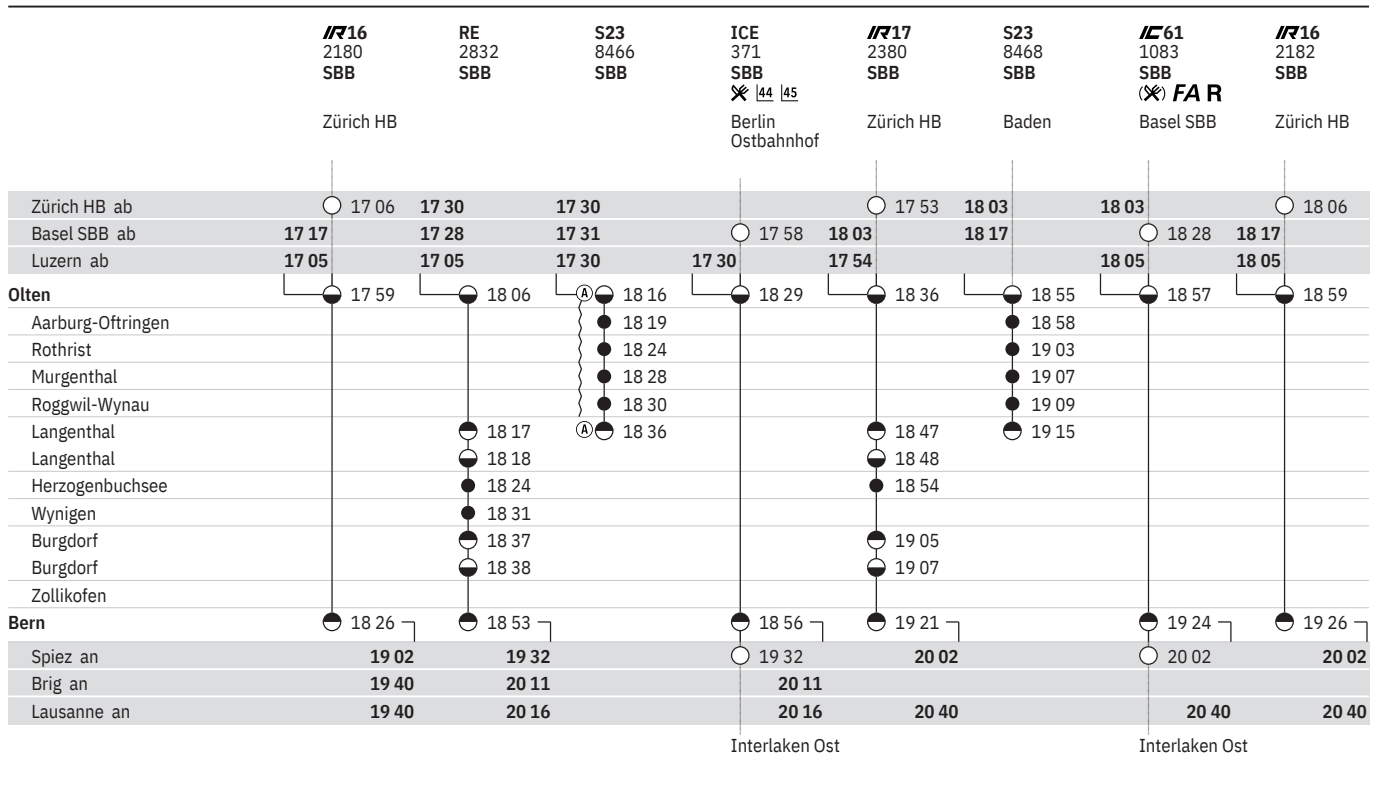 IR16 RE S23 ICE IR17 S23 IC61 IR16
2180 2832 8466 371 2380 8468 1083 2182
SBB SBB SBB SBB SBB SBB SBB SBB
44 45 FA R
Zürich HB Berlin Zürich HB Baden Basel SBB Zürich HB
Ostbahnhof
Zürich HB ab 17 06 17 30 17 30 17 53 18 03 18 03 18 06
Basel SBB ab 17 17 17 28 17 31 17 58 18 03 18 17 18 28 18 17
Luzern ab 17 05 17 05 17 30 17 30 17 54 18 05 18 05
Olten 17 59 18 06 A 18 16 18 29 18 36 18 55 18 57 18 59
Aarburg-Oftringen 18 19 18 58
Rothrist 18 24 19 03
Murgenthal 18 28 19 07
Roggwil-Wynau 18 30 19 09
Langenthal 18 17 A 18 36 18 47 19 15
Langenthal 18 18 18 48
Herzogenbuchsee 18 24 18 54
Wynigen 18 31
Burgdorf 18 37 19 05
Burgdorf 18 38 19 07
Zollikofen
Bern 18 26 18 53 18 56 19 21 19 24 19 26
Spiez an 19 02 19 32 19 32 20 02 20 02 20 02
Brig an 19 40 20 11 20 11
Lausanne an 19 40 20 16 20 16 20 40 20 40 20 40
Interlaken Ost Interlaken Ost